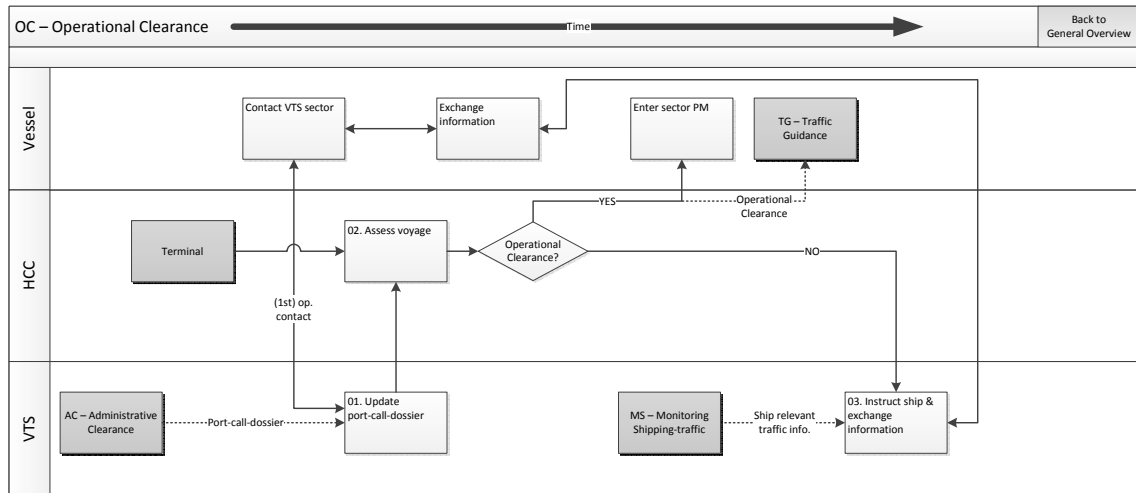 OC – Operational Clearance
Time
Back to
General Overview
Vessel
Contact VTS sector
Exchange
information
Enter sector PM
TG – Traffic
Guidance
YES
Operational
Clearance
HCC
Terminal
02. Assess voyage
Operational
Clearance?
NO
(1st) op.
contact
VTS
AC – Administrative
Clearance
Port-call-dossier
01. Update
port-call-dossier
MS – Monitoring
Shipping-traffic
Ship relevant
traffic info.
03. Instruct ship &
exchange
information